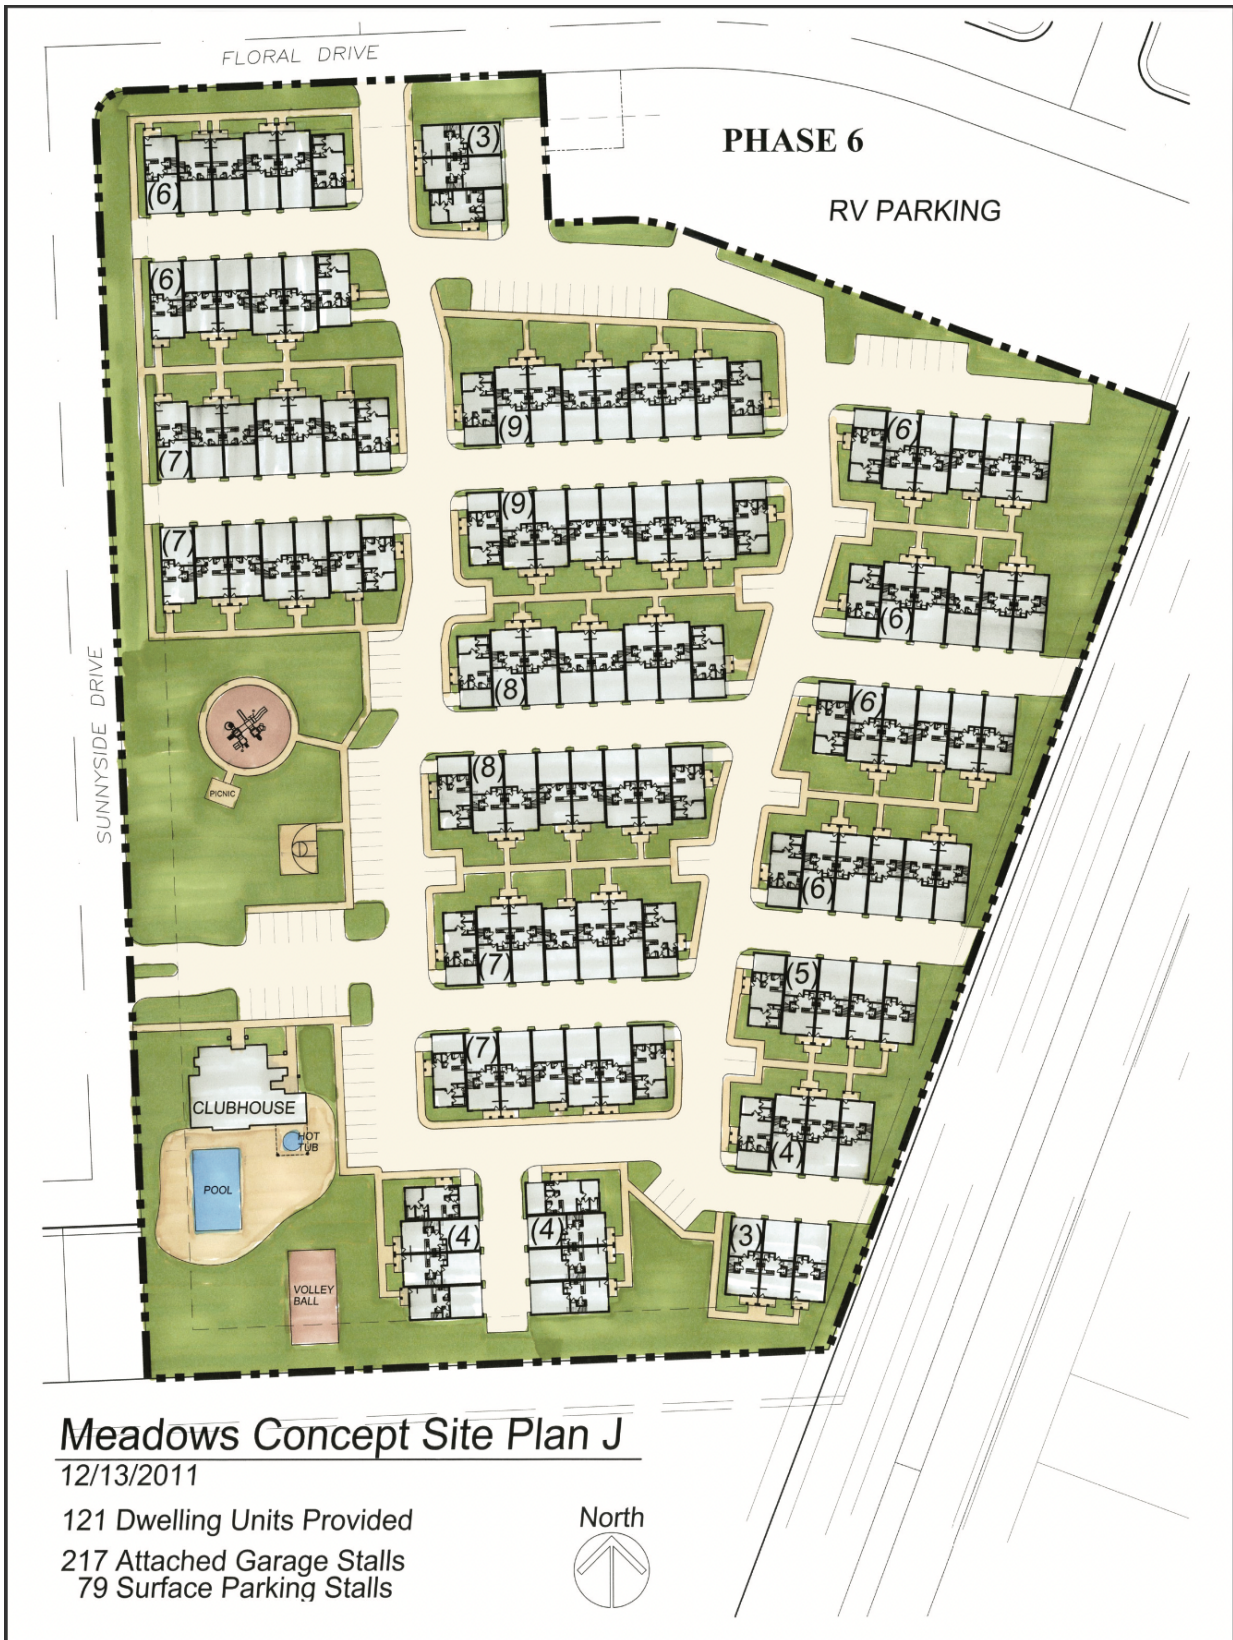 FLORAL DRIVE
PHASE 6
RV PARKING
(3)
(6)
(6)
(9)
(7)
(6)
(9)
(7)
(6)
(8)
(6)
SUNNYSIDE DRIVE
(8)
PICNIC
(6)
(7)
(5)
(7)
CLUBHOUSE
HOT
TUB
(4)
POOL
(4)
(4)
(3)
VOLLEY
BALL
Meadows Concept Site Plan J
12/13/2011
121 Dwelling Units Provided
217 Attached Garage Stalls
79 Surface Parking Stalls
North